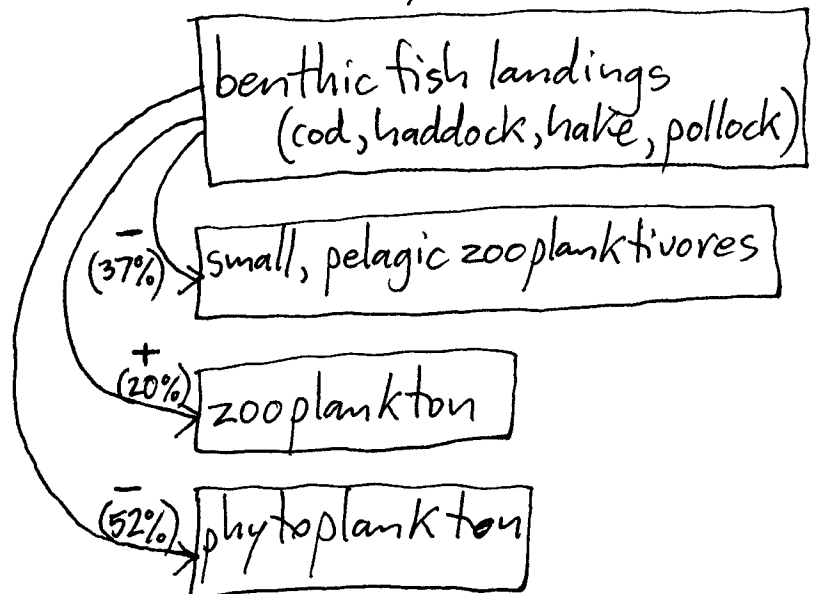 benthic fish landings
(cod, haddock, hake, pollock)
−
(37%)
small, pelagic zooplanktivores
+
(20%)
zooplankton
−
(52%)
phytoplankton